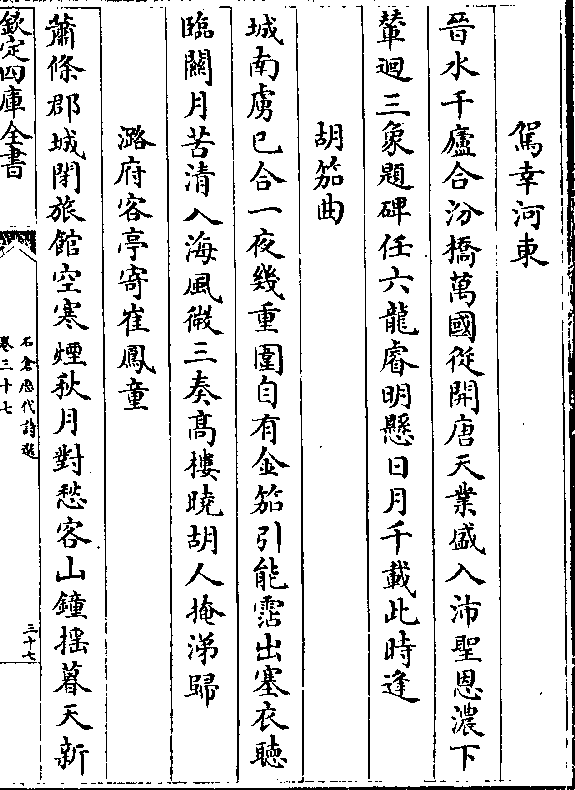 駕幸河東
晉水千廬合汾橋萬國從開唐天業盛入沛聖恩濃下
輦迴三象題碑任六龍睿明懸日月千載此時逢
胡笳曲
城南虜已合一夜幾重圍自有金笳引能霑出塞衣聽
臨關月苦清入海風微三奏髙樓曉胡人掩涕歸
潞府客亭寄崔鳳童
蕭條郡城閉旅館空寒煙秋月對愁客山鐘揺暮天新
欽定四庫全書
石倉歴代詩選
卷三十七
三十七